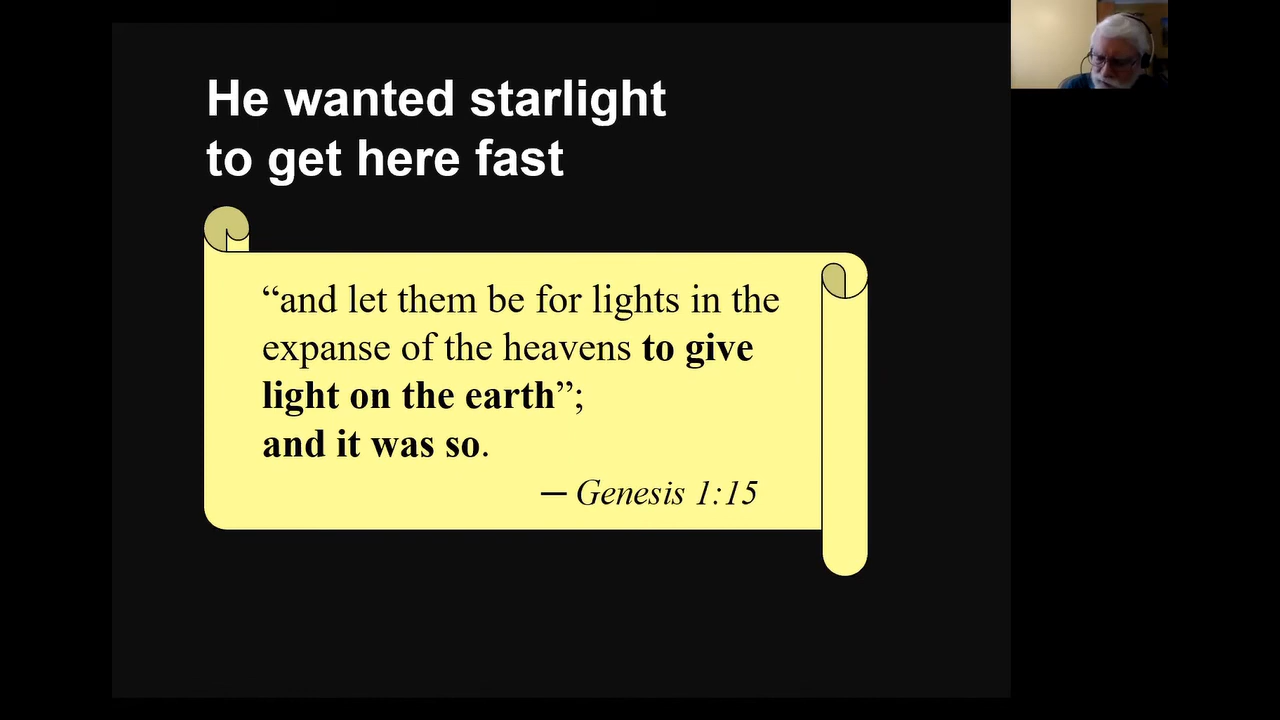 He wanted starlight
to get here fast
“and let them be for lights in the
expanse of the heavens to give
light on the earth”;
and it was so.
— Genesis 1:15